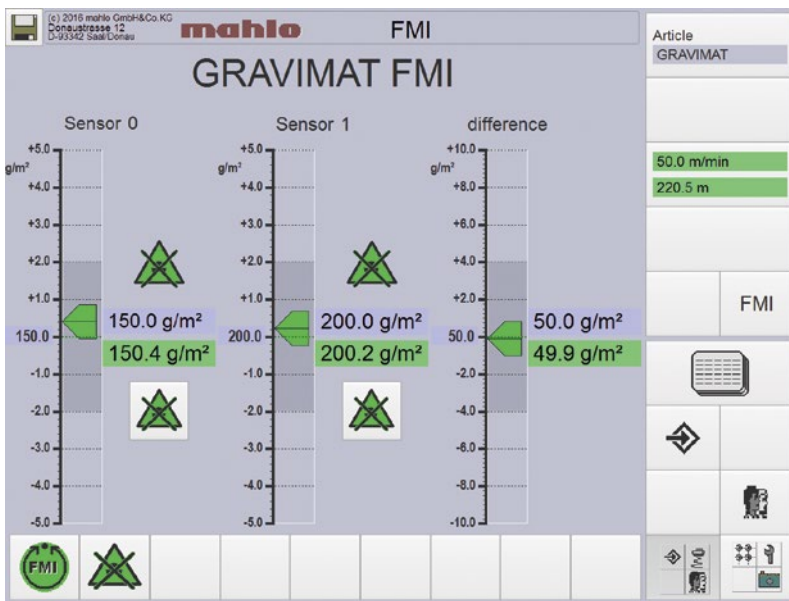 (c) 2016 mahlo GmbH&Co.KG
Donaustrasse 12
D-93342 Saal/Donau
mahlo
FMI
GRAVIMAT FMI
Article
GRAVIMAT
50.0 m/min
220.5 m
FMI
Sensor 0
+5.0
g/m²
+4.0
+3.0
+2.0
+1.0
150.0
-1.0
-2.0
-3.0
-4.0
-5.0
150.0 g/m²
150.4 g/m²
Sensor 1
+5.0
g/m²
+4.0
+3.0
+2.0
+1.0
200.0
-1.0
-2.0
-3.0
-4.0
-5.0
200.0 g/m²
200.2 g/m²
difference
+10.0
g/m²
+8.0
+6.0
+4.0
+2.0
50.0
-2.0
-4.0
-6.0
-8.0
-10.0
50.0 g/m²
49.9 g/m²
FMI